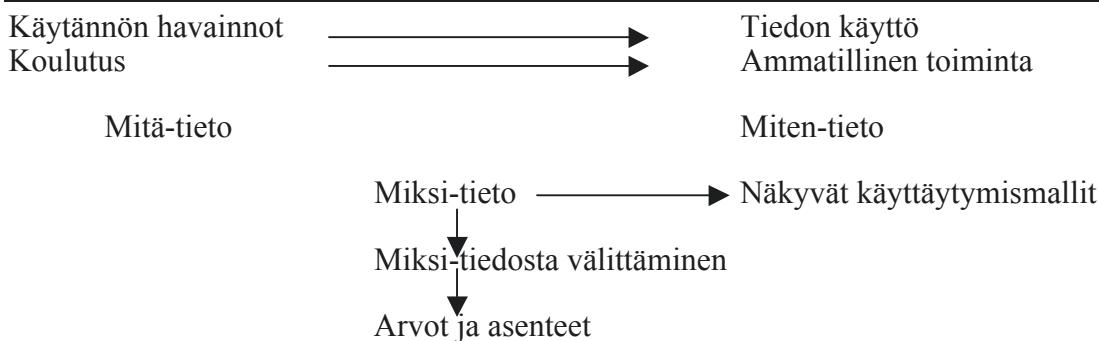 Käytännön havainnot Tiedon käyttö
Koulutus Ammatillinen toiminta
Mitä-tieto Miten-tieto
Miksi-tieto Näkyvät käyttäytymismallit
Miksi-tiedosta välittäminen
Arvot ja asenteet